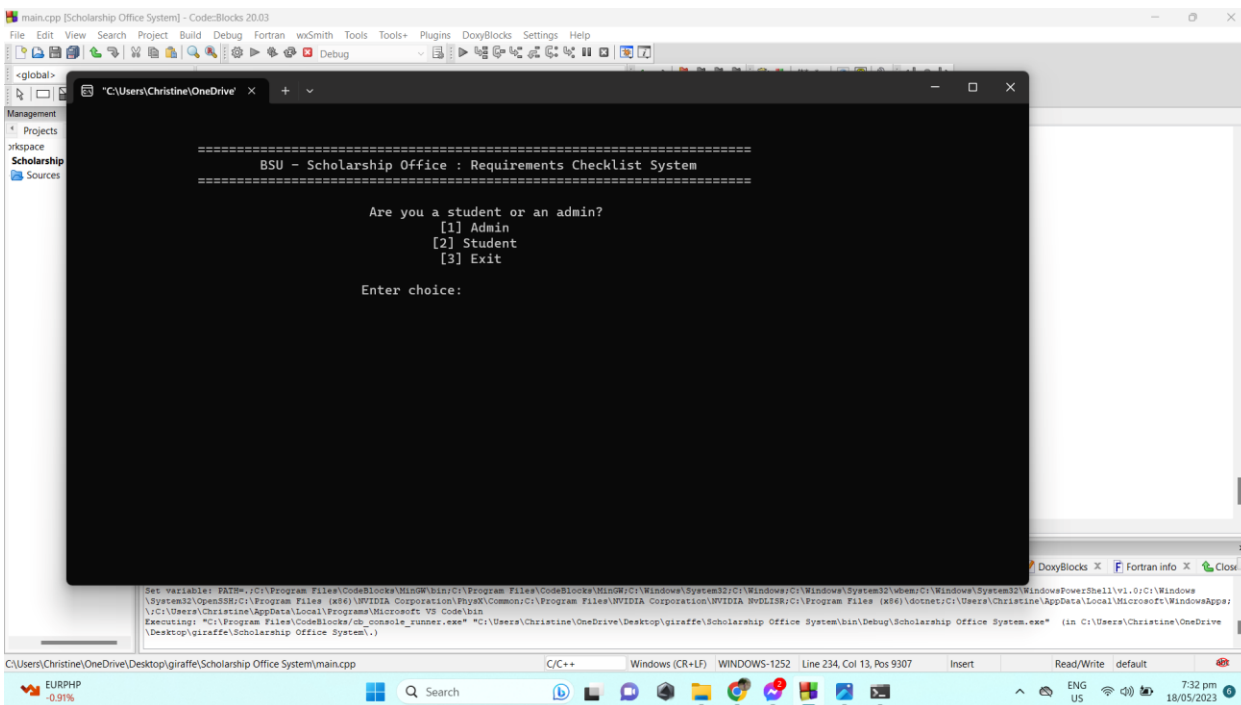 main.cpp [Scholarship Office System] - Code::Blocks 20.03
File Edit View Search Project Build Debug Fortran wxSmith Tools Tools+ Plugins DoxyBlocks Settings Help
Debug
<global>
"C:\Users\Christine\OneDrive'
Management
Projects
orkspace
Scholarship
Sources
======================================================================
BSU - Scholarship Office : Requirements Checklist System
======================================================================
Are you a student or an admin?
[1] Admin
[2] Student
[3] Exit
Enter choice:
DoxyBlocks X Fortran info X Close
Set variable: PATH=.;C:\Program Files\CodeBlocks\MinGW\bin;C:\Program Files\CodeBlocks\MinGW;C:\Windows\System32;C:\Windows;C:\Windows\System32\wbem;C:\Windows\System32\WindowsPowerShell\v1.0;C:\Windows
\System32\OpenSSH;C:\Program Files (x86)\NVIDIA Corporation\PhysX\Common;C:\Program Files\NVIDIA Corporation\NVIDIA NvDLISR;C:\Program Files (x86)\dotnet;C:\Users\Christine\AppData\Local\Microsoft\WindowsApps;
\;C:\Users\Christine\AppData\Local\Programs\Microsoft VS Code\bin
Executing: "C:\Program Files\CodeBlocks/cb_console_runner.exe" "C:\Users\Christine\OneDrive\Desktop\giraffe\Scholarship Office System\bin\Debug\Scholarship Office System.exe" (in C:\Users\Christine\OneDrive
\Desktop\giraffe\Scholarship Office System\.)
C:\Users\Christine\OneDrive\Desktop\giraffe\Scholarship Office System\main.cpp C/C++ Windows (CR+LF) WINDOWS-1252 Line 234, Col 13, Pos 9307 Insert Read/Write default
EURPHP
-0.91%
Search
2
ENG
US
7:32 pm
18/05/2023
6